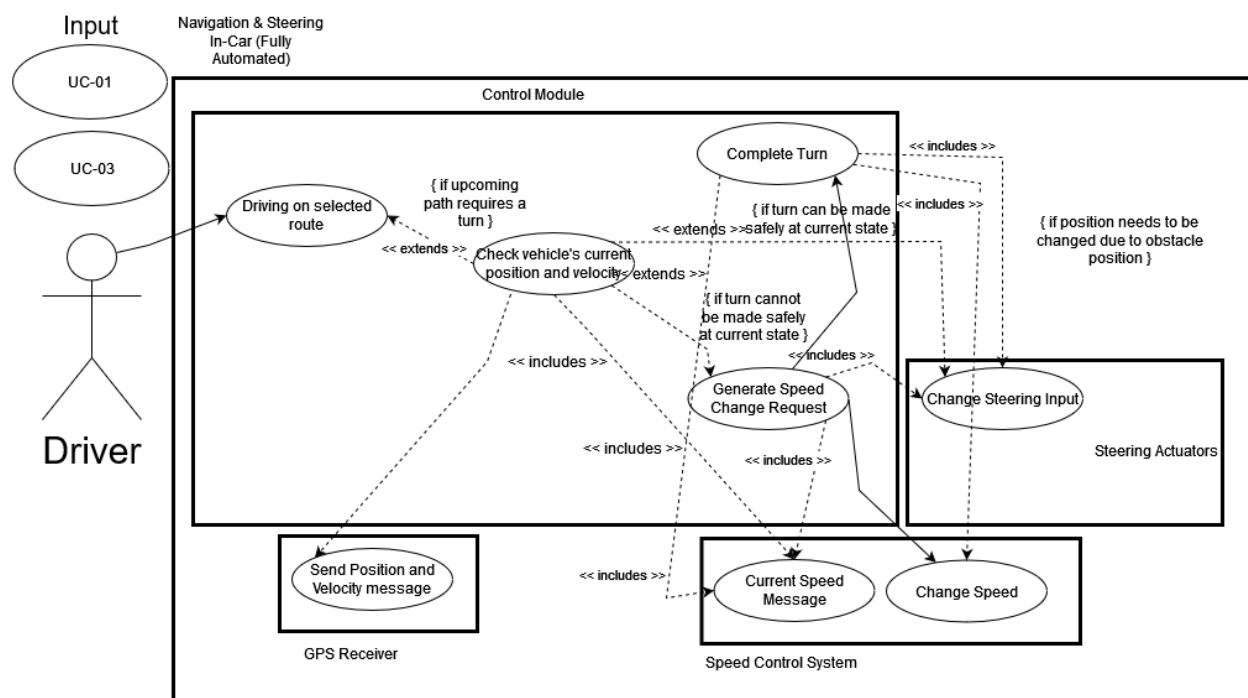 Input
Navigation & Steering
In-Car (Fully
Automated)
UC-01
UC-03
Control Module
Complete Turn
<< includes >>
<< includes >>
{ if upcoming
path requires a
turn }
Driving on selected
route
<< extends >>
Check vehicle's current
position and velocity
<< extends >>
{ if turn can be made
safely at current state }
<< extends >>
{ if position needs to be
changed due to obstacle
position }
{ if turn cannot
be made safely
at current state }
<< includes >>
<< includes >>
Generate Speed
Change Request
Change Steering Input
Driver
Steering Actuators
<< includes >>
<< includes >>
Send Position and
Velocity message
<< includes >>
Current Speed
Message
Change Speed
GPS Receiver
Speed Control System